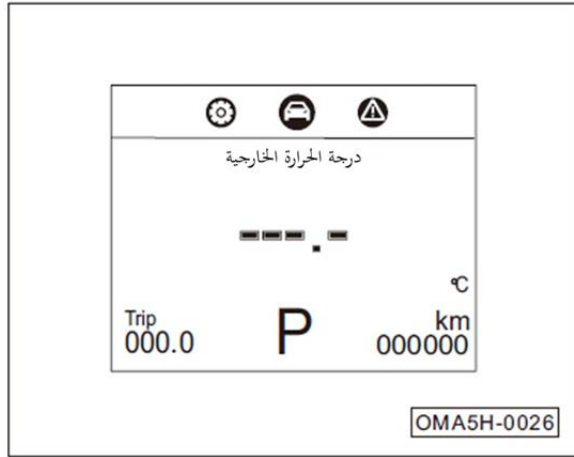 درجة الحرارة الخارجية
---.-
°C
Trip
000.0
P
km
000000
OMA5H-0026